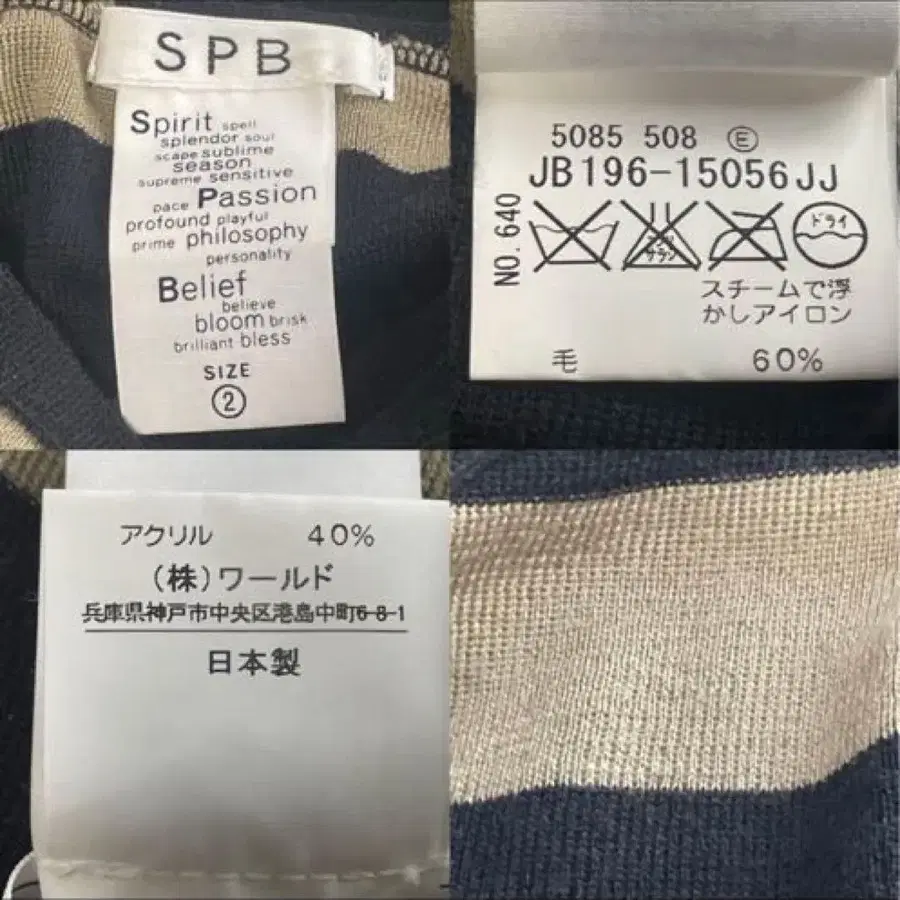 SPB
Spirit spell
splendor soul
scape sublime
season
supreme sensitive
pace Passion
profound playful
prime philosophy
personality
Belief
believe
bloom brisk
brilliant bless
SIZE
2
5085 508 E
JB196-15056JJ
NO.640
ドライ
スチームで浮
かしアイロン
毛 60%
アクリル 40%
(株)ワールド
兵庫県神戸市中央区港島中町6-8-1
日本製